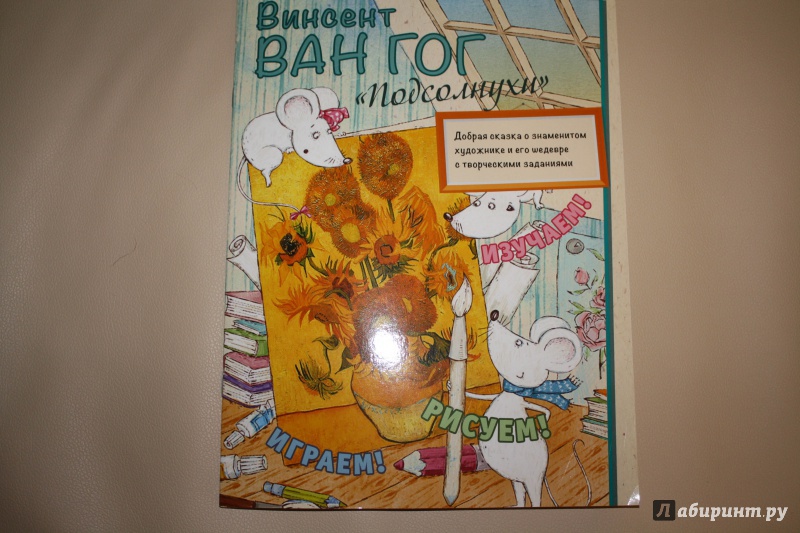 Винсент
ВАН ГОГ
«Подсолнухи»
Добрая сказка о знаменитом
художнике и его шедевре
с творческими заданиями
ИЗУЧАЕМ!
РИСУЕМ!
ИГРАЕМ!
Лабиринт.ру